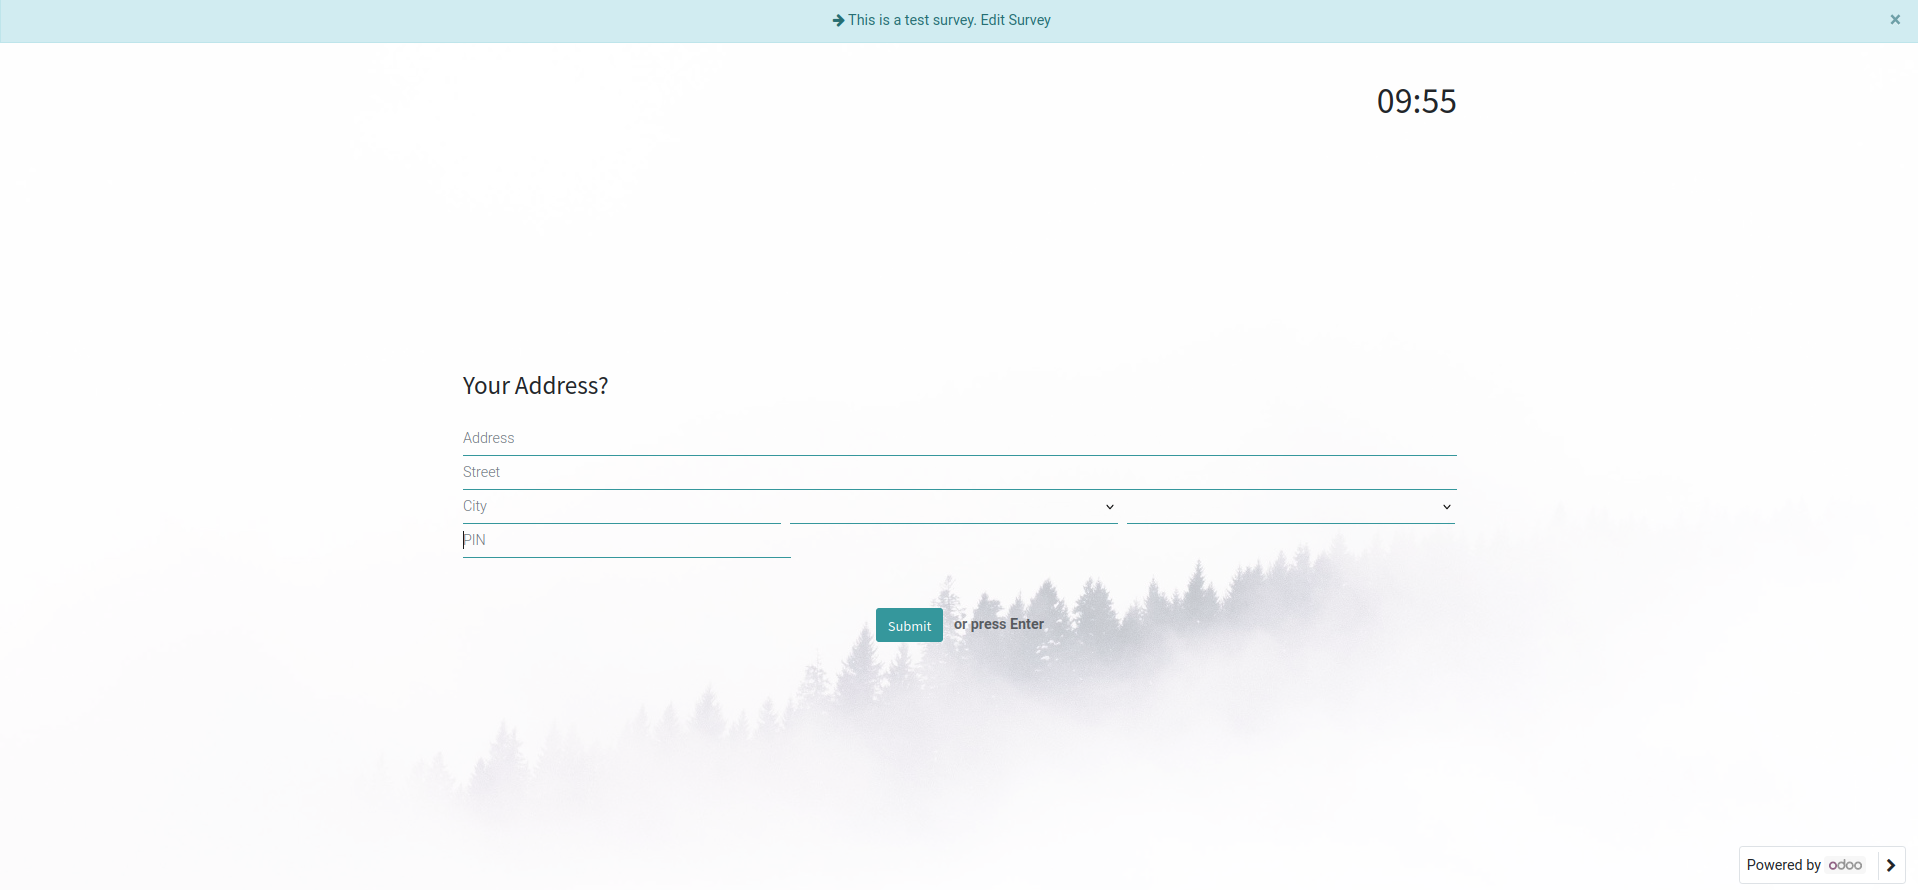 This is a test survey. Edit Survey
×
09:55
Your Address?
Address
Street
City
PIN
Submit or press Enter
Powered by odoo